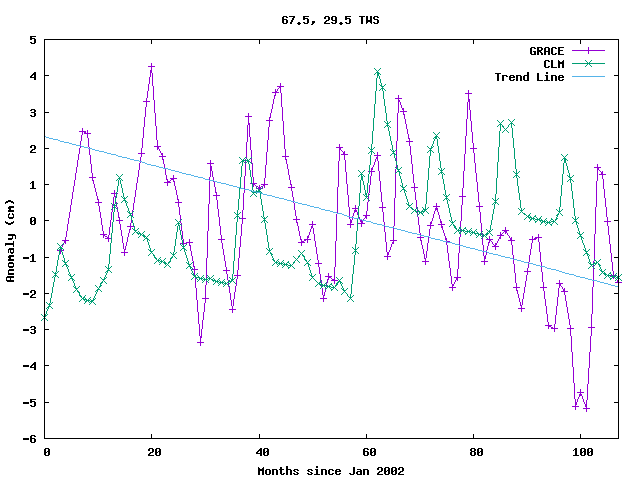 67.5, 29.5 TWS
GRACE
CLM
Trend Line
5
4
3
2
1
0
-1
-2
-3
-4
-5
-6
Anomaly (cm)
0 20 40 60 80 100
Months since Jan 2002